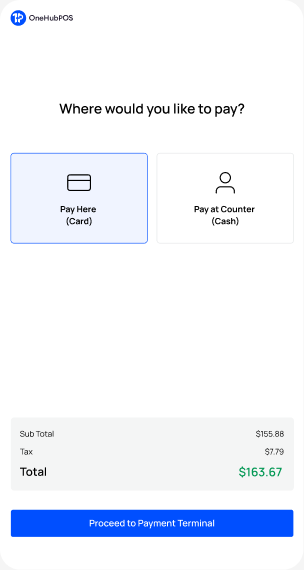 OneHubPOS
Where would you like to pay?
Pay Here
(Card)
Pay at Counter
(Cash)
Sub Total $155.88
Tax $7.79
Total $163.67
Proceed to Payment Terminal